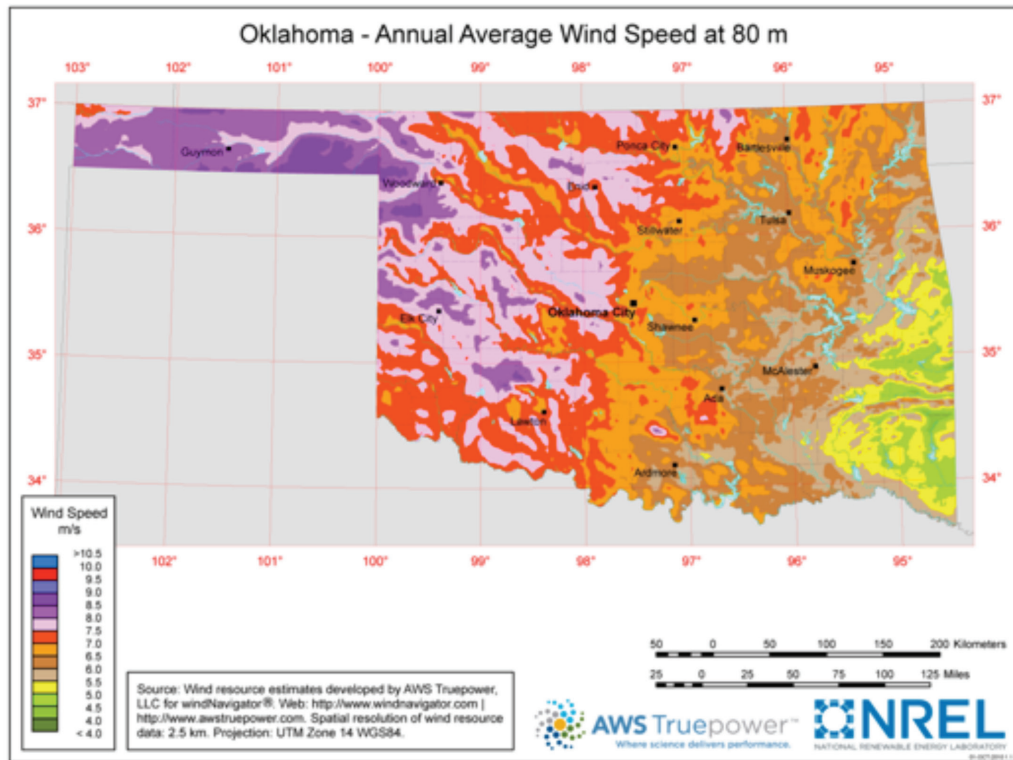 Oklahoma - Annual Average Wind Speed at 80 m
103° 102° 101° 100° 99° 98° 97° 96° 95°
37° 37°
Guymon
Ponca City
Bartlesville
Woodward
Enid
36° 36°
Stillwater
Tulsa
Muskogee
Elk City
Oklahoma City
Shawnee
35° 35°
McAlester
Ada
Lawton
Ardmore
34° 34°
102° 101° 100° 99° 98° 97° 96° 95°
Wind Speed
m/s
>10.5
10.0
9.5
9.0
8.5
8.0
7.5
7.0
6.5
6.0
5.5
5.0
4.5
4.0
< 4.0
Source: Wind resource estimates developed by AWS Truepower,
LLC for windNavigator®. Web: http://www.windnavigator.com |
http://www.awstruepower.com. Spatial resolution of wind resource
data: 2.5 km. Projection: UTM Zone 14 WGS84.
50 0 50 100 150 200 Kilometers
25 0 25 50 75 100 125 Miles
AWS Truepower™
Where science delivers performance.
NREL
NATIONAL RENEWABLE ENERGY LABORATORY